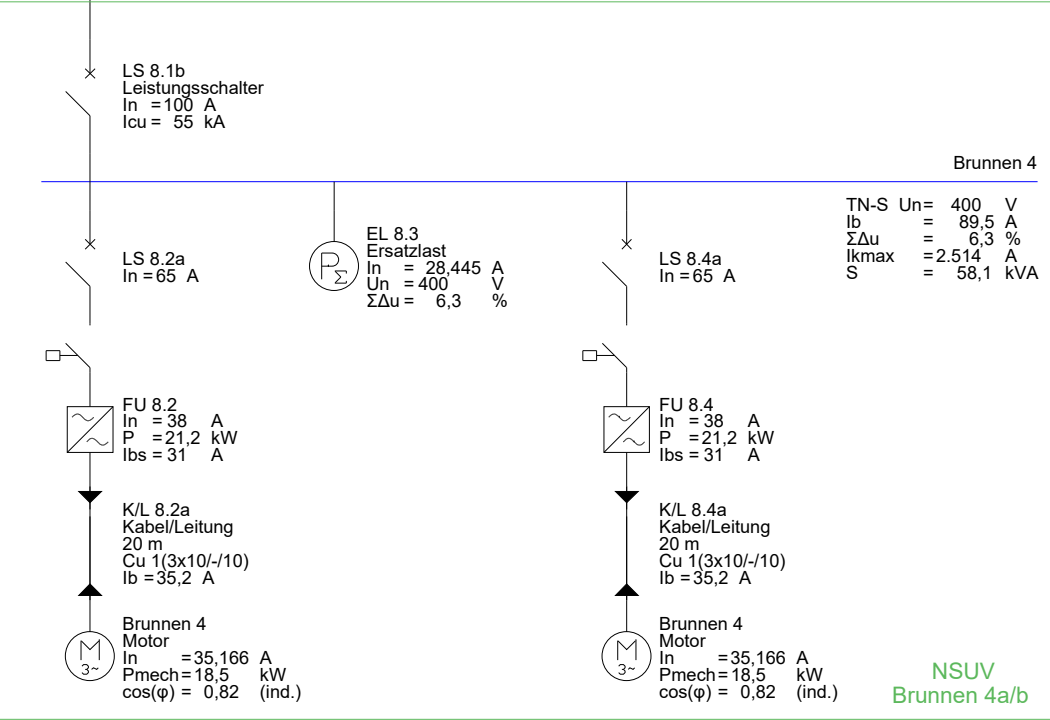 LS 8.1b
Leistungsschalter
In = 100 A
Icu = 55 kA
Brunnen 4
TN-S Un= 400 V
Ib = 89,5 A
ΣΔu = 6,3 %
Ikmax =2.514 A
S = 58,1 kVA
LS 8.2a
In = 65 A
P Σ
EL 8.3
Ersatzlast
In = 28,445 A
Un = 400 V
ΣΔu = 6,3 %
LS 8.4a
In = 65 A
FU 8.2
In = 38 A
P = 21,2 kW
Ibs = 31 A
FU 8.4
In = 38 A
P = 21,2 kW
Ibs = 31 A
K/L 8.2a
Kabel/Leitung
20 m
Cu 1(3x10/-/10)
Ib = 35,2 A
K/L 8.4a
Kabel/Leitung
20 m
Cu 1(3x10/-/10)
Ib = 35,2 A
M
3~
Brunnen 4
Motor
In = 35,166 A
Pmech = 18,5 kW
cos(φ) = 0,82 (ind.)
M
3~
Brunnen 4
Motor
In = 35,166 A
Pmech = 18,5 kW
cos(φ) = 0,82 (ind.)
NSUV
Brunnen 4a/b